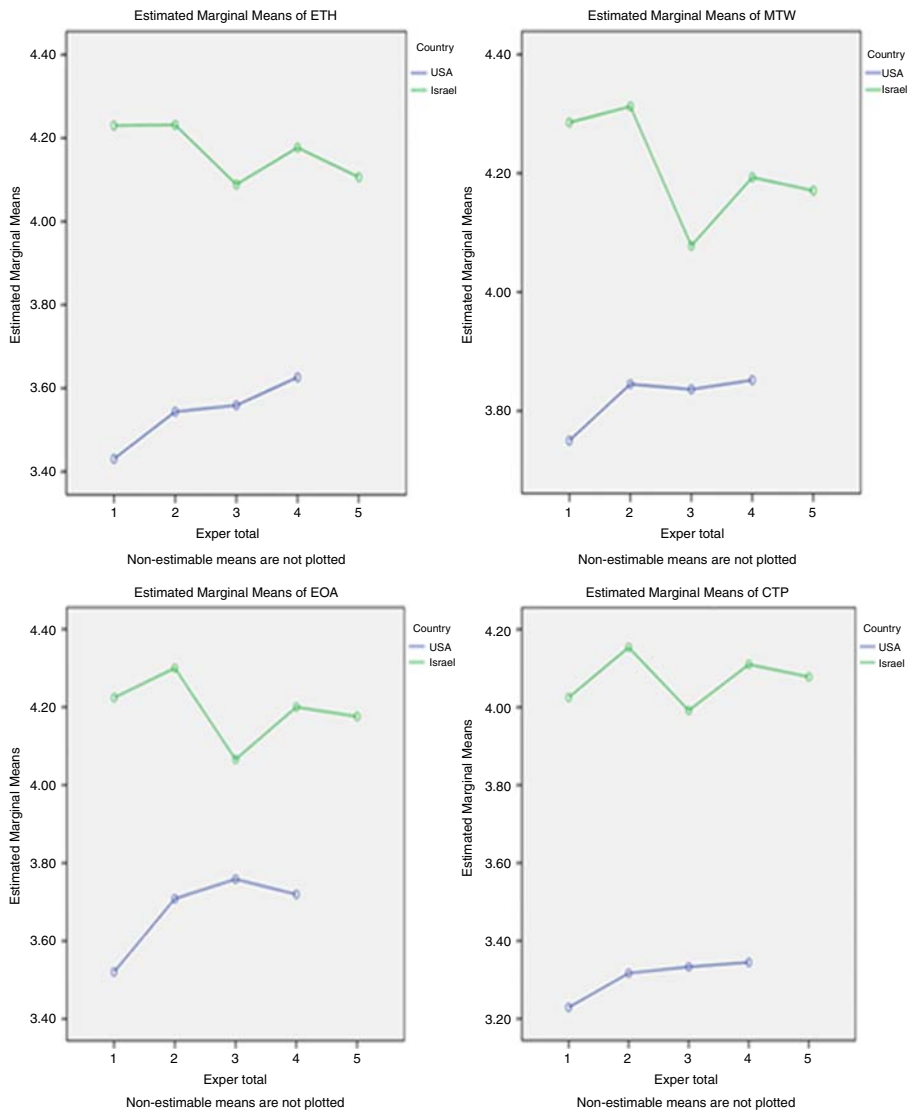 Estimated Marginal Means of ETH
Country
USA
Israel
Estimated Marginal Means
4.40
4.20
4.00
3.80
3.60
3.40
1 2 3 4 5
Exper total
Non-estimable means are not plotted
Estimated Marginal Means of MTW
Country
USA
Israel
Estimated Marginal Means
4.40
4.20
4.00
3.80
1 2 3 4 5
Exper total
Non-estimable means are not plotted
Estimated Marginal Means of EOA
Country
USA
Israel
Estimated Marginal Means
4.40
4.20
4.00
3.80
3.60
3.40
1 2 3 4 5
Exper total
Non-estimable means are not plotted
Estimated Marginal Means of CTP
Country
USA
Israel
Estimated Marginal Means
4.20
4.00
3.80
3.60
3.40
3.20
1 2 3 4 5
Exper total
Non-estimable means are not plotted